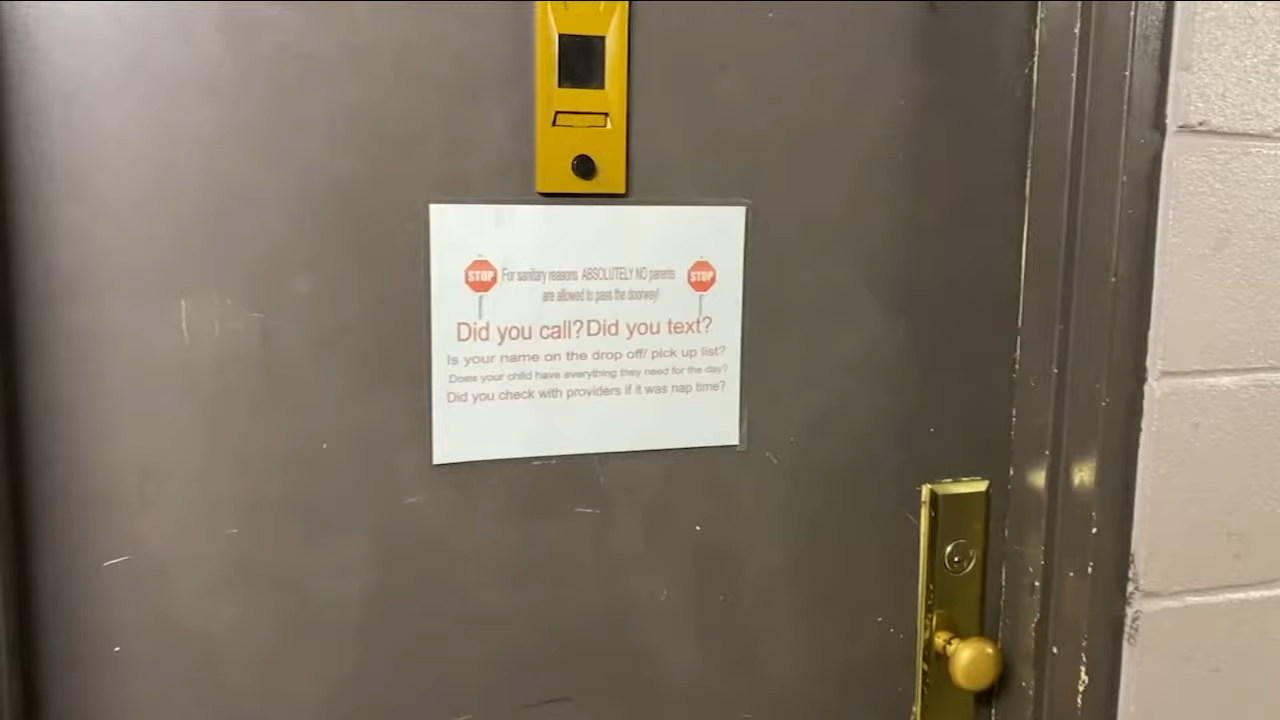 STOP For sanitary reasons ABSOLUTELY NO parents STOP
are allowed to pass the doorway!
Did you call? Did you text?
Is your name on the drop off/ pick up list?
Does your child have everything they need for the day?
Did you check with providers if it was nap time?